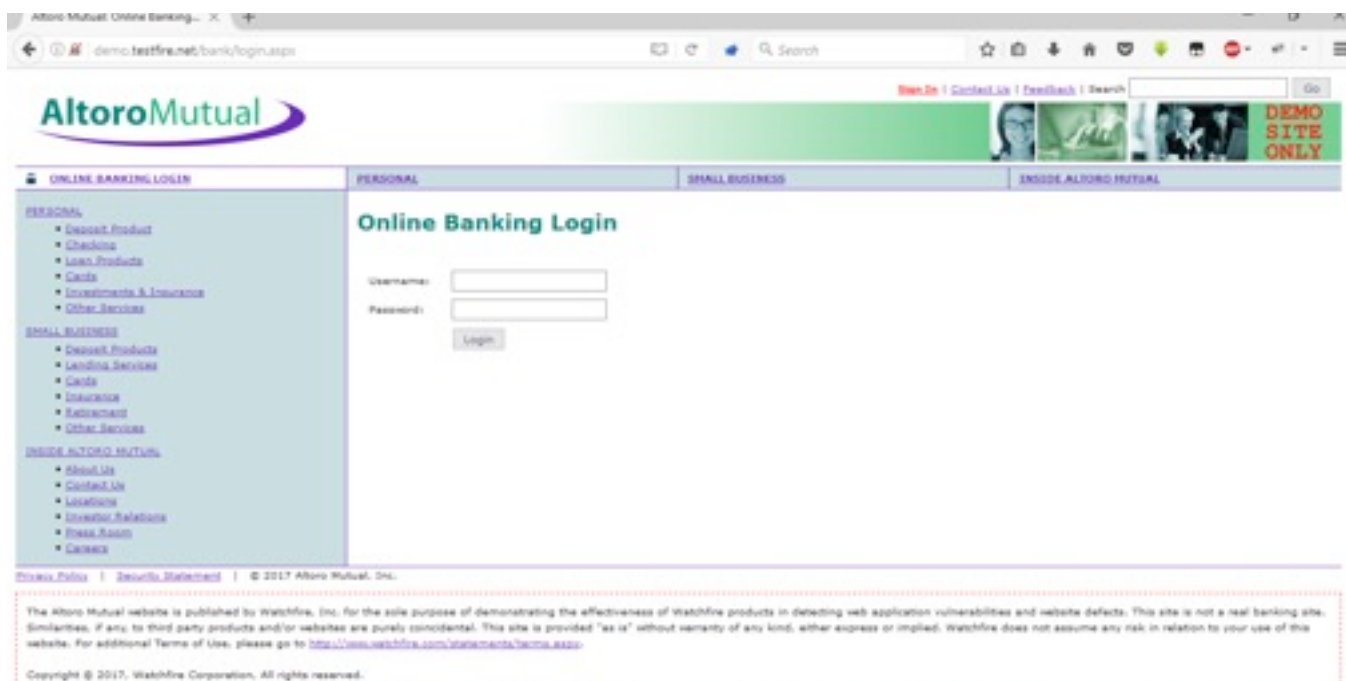 Altoro Mutual: Online Banking... × +
demo.testfire.net/bank/login.aspx
Search
Sign In | Contact Us | Feedback | Search
Go
AltoroMutual
DEMO
SITE
ONLY
ONLINE BANKING LOGIN
PERSONAL
SMALL BUSINESS
INSIDE ALTORO MUTUAL
PERSONAL
Deposit Product
Checking
Loan Products
Cards
Investments & Insurance
Other Services
SMALL BUSINESS
Deposit Products
Lending Services
Cards
Insurance
Retirement
Other Services
INSIDE ALTORO MUTUAL
About Us
Contact Us
Locations
Investor Relations
Press Room
Careers
Online Banking Login
Username:
Password:
Login
Privacy Policy | Security Statement | © 2017 Altoro Mutual, Inc.
The Altoro Mutual website is published by Watchfire, Inc. for the sole purpose of demonstrating the effectiveness of Watchfire products in detecting web application vulnerabilities and website defects. This site is not a real banking site.
Similarities, if any, to third party products and/or websites are purely coincidental. This site is provided "as is" without warranty of any kind, either express or implied. Watchfire does not assume any risk in relation to your use of this
website. For additional Terms of Use, please go to http://www.watchfire.com/statements/terms.aspx.
Copyright © 2017, Watchfire Corporation, All rights reserved.